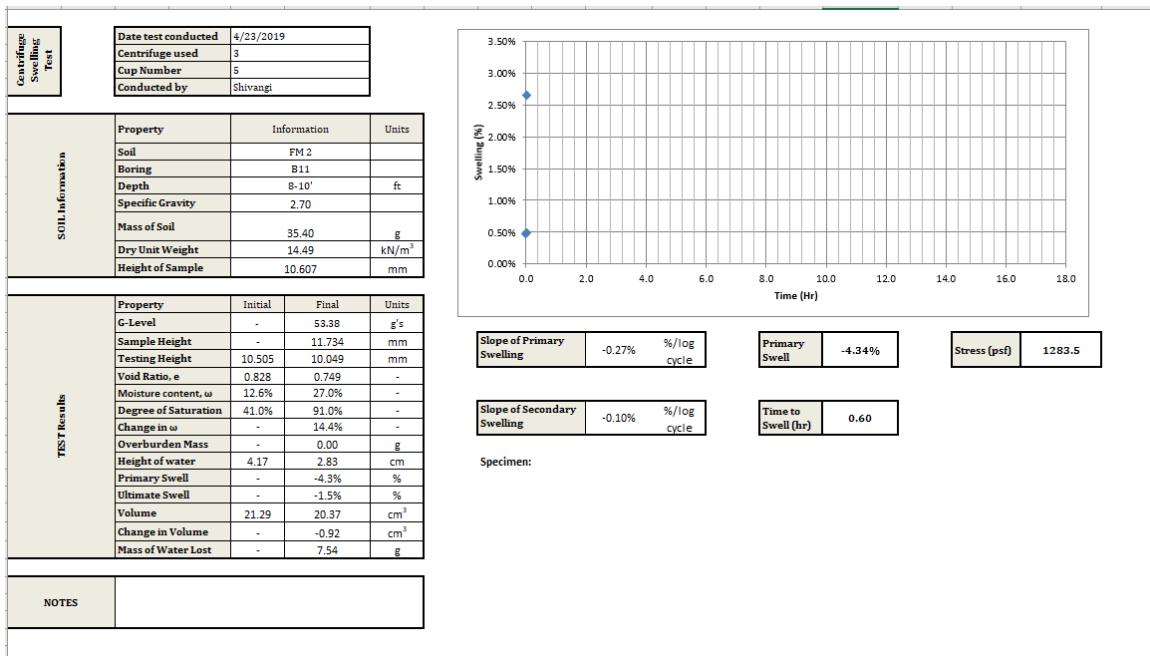 Centrifuge
Swelling
Test
Date test conducted 4/23/2019
Centrifuge used 3
Cup Number 5
Conducted by Shivangi
SOIL Information
Property Information Units
Soil FM 2
Boring B11
Depth 8-10' ft
Specific Gravity 2.70
Mass of Soil 35.40 g
Dry Unit Weight 14.49 kN/m³
Height of Sample 10.607 mm
TEST Results
Property Initial Final Units
G-Level - 53.38 g's
Sample Height - 11.734 mm
Testing Height 10.505 10.049 mm
Void Ratio, e 0.828 0.749 -
Moisture content, ω 12.6% 27.0% -
Degree of Saturation 41.0% 91.0% -
Change in ω - 14.4% -
Overburden Mass - 0.00 g
Height of water 4.17 2.83 cm
Primary Swell - -4.3% %
Ultimate Swell - -1.5% %
Volume 21.29 20.37 cm³
Change in Volume - -0.92 cm³
Mass of Water Lost - 7.54 g
NOTES
Swelling (%)
3.50%
3.00%
2.50%
2.00%
1.50%
1.00%
0.50%
0.00%
0.0 2.0 4.0 6.0 8.0 10.0 12.0 14.0 16.0 18.0
Time (Hr)
Slope of Primary
Swelling
-0.27%
%/log
cycle
Primary
Swell
-4.34%
Stress (psf) 1283.5
Slope of Secondary
Swelling
-0.10%
%/log
cycle
Time to
Swell (hr)
0.60
Specimen: